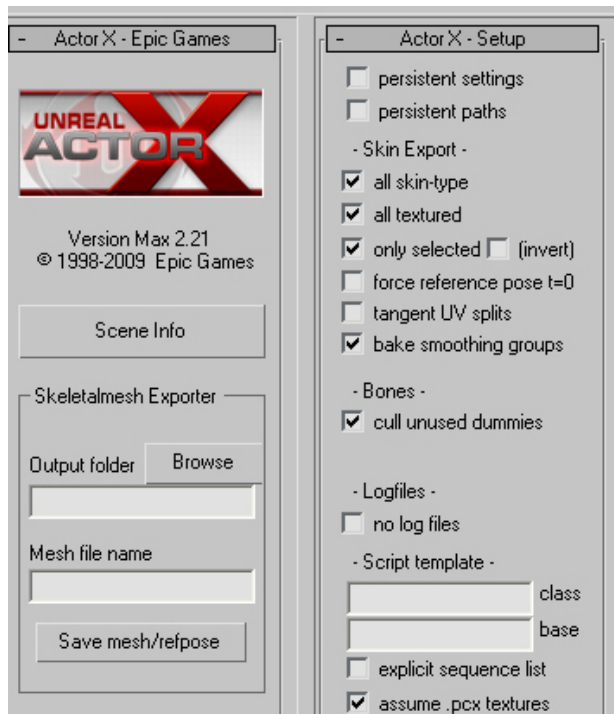 - Actor X - Epic Games
UNREAL
ACTOR X
Version Max 2.21
© 1998-2009 Epic Games
Scene Info
Skeletalmesh Exporter
Output folder Browse
Mesh file name
Save mesh/refpose
- Actor X - Setup
persistent settings
persistent paths
- Skin Export -
all skin-type
all textured
only selected (invert)
force reference pose t=0
tangent UV splits
bake smoothing groups
- Bones -
cull unused dummies
- Logfiles -
no log files
- Script template -
class
base
explicit sequence list
assume .pcx textures